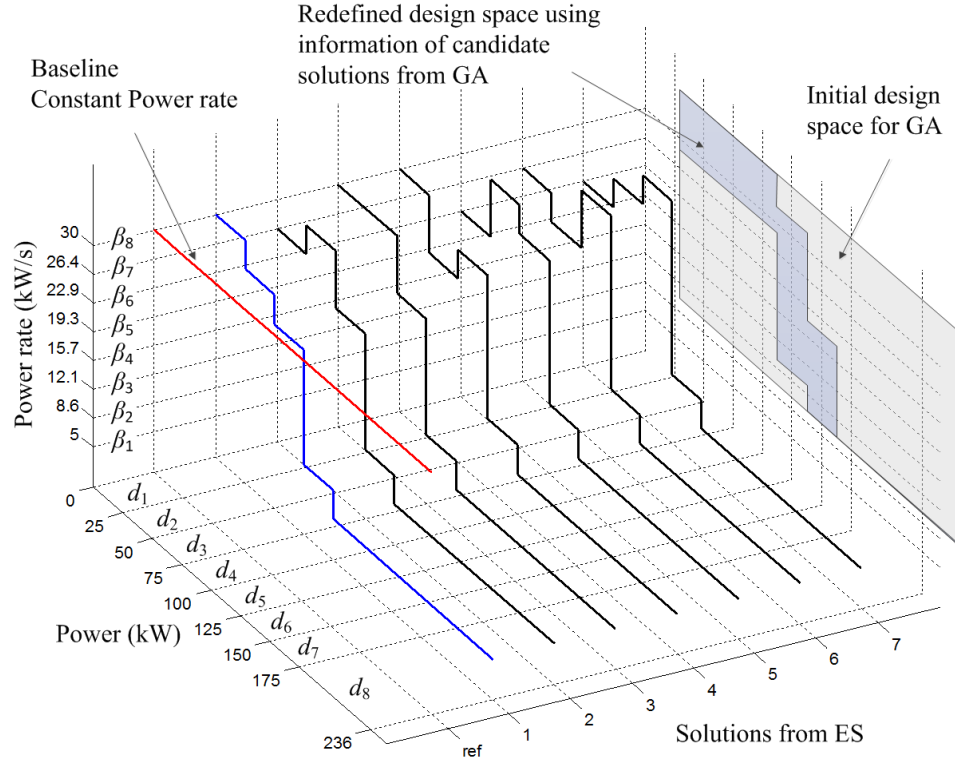 Redefined design space using
information of candidate
solutions from GA
Baseline
Constant Power rate
Initial design
space for GA
Power rate (kW/s)
30 β8
26.4 β7
22.9 β6
19.3 β5
15.7 β4
12.1 β3
8.6 β2
5 β1
0 d1
25 d2
50 d3
75 d4
100 d5
125 d6
150 d7
175 d8
236
Power (kW)
ref 1 2 3 4 5 6 7
Solutions from ES